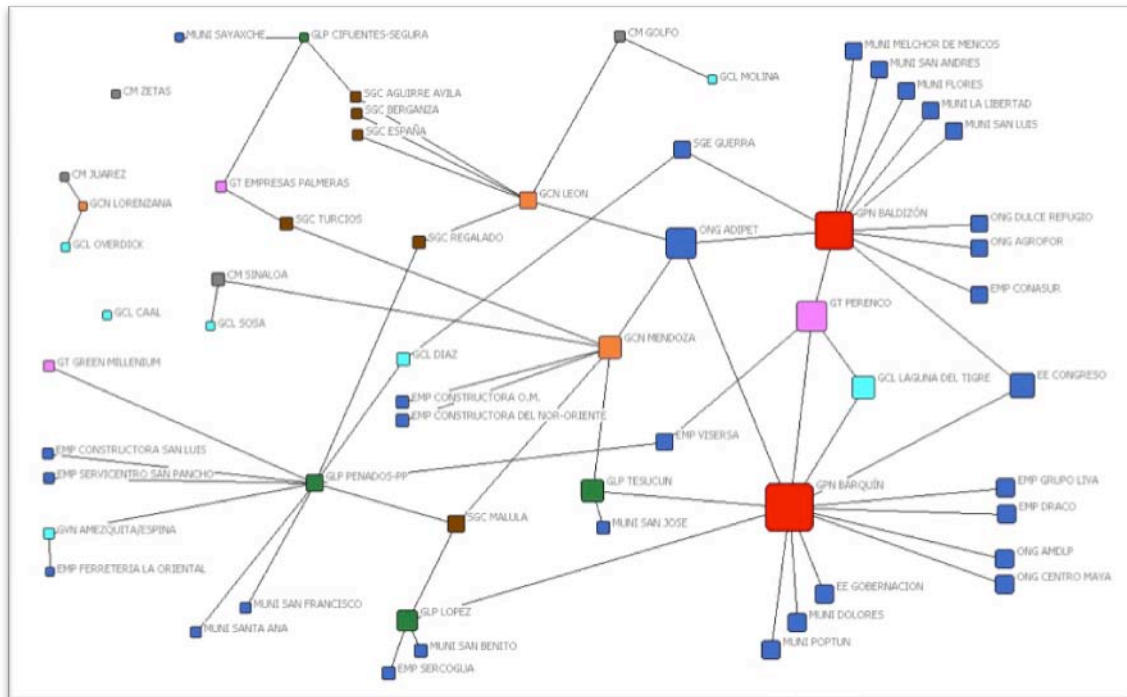 MUNI SAYAXCHE
GLP CIFUENTES-SEGURA
CM GOLFO
MUNI MELCHOR DE MENCOS
MUNI SAN ANDRES
GCL MOLINA
MUNI FLORES
CM ZETAS
SGC AGUIRRE AVILA
MUNI LA LIBERTAD
SGC BERGANZA
MUNI SAN LUIS
SGC ESPAÑA
SGE GUERRA
CM JUAREZ
GT EMPRESAS PALMERAS
GCN LEON
GCN LORENZANA
SGC TURCIOS
GPN BALDIZÓN
ONG DULCE REFUGIO
SGC REGALADO
ONG ADIPET
GCL OVERDICK
ONG AGROFOR
CM SINALOA
EMP CONASUR
GT PERENCO
GCL CAAL
GCL SOSA
GCN MENDOZA
GT GREEN MILLENIUM
GCL DIAZ
GCL LAGUNA DEL TIGRE
EE CONGRESO
EMP CONSTRUCTORA O.M.
EMP CONSTRUCTORA DEL NOR-ORIENTE
EMP VISERSA
EMP CONSTRUCTORA SAN LUIS
EMP SERVICENTRO SAN PANCHO
GLP PENADOS-PP
GLP TESUCUN
GPN BARQUÍN
EMP GRUPO LIVA
EMP DRACO
SGC MALULA
MUNI SAN JOSE
GVN AMEZQUITA/ESPINA
ONG AMDLP
EMP FERRETERIA LA ORIENTAL
ONG CENTRO MAYA
EE GOBERNACION
MUNI SAN FRANCISCO
GLP LOPEZ
MUNI DOLORES
MUNI SANTA ANA
MUNI SAN BENITO
MUNI POPTUN
EMP SERCOGUA